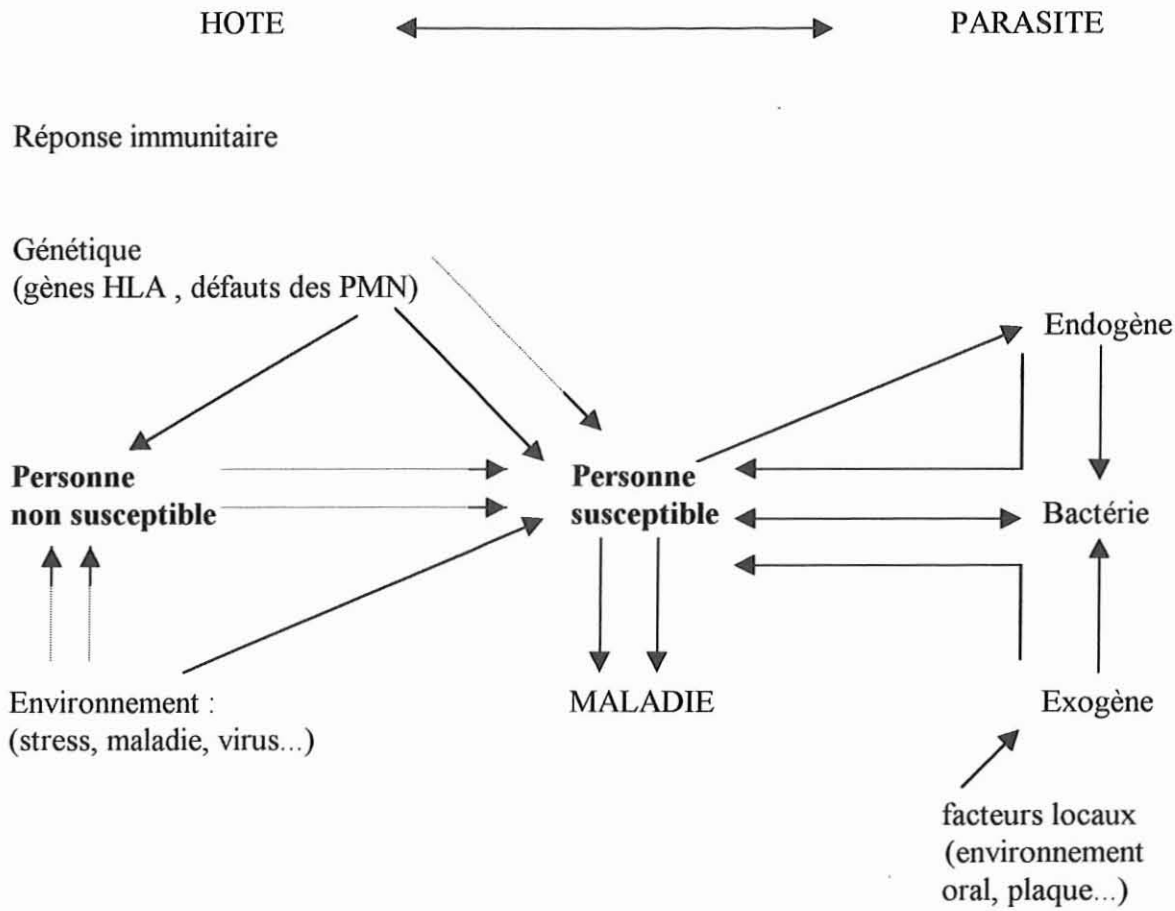 HOTE PARASITE
Réponse immunitaire
Génétique
(gènes HLA , défauts des PMN)
Endogène
Personne
non susceptible
Personne
susceptible
Bactérie
Environnement :
(stress, maladie, virus...)
MALADIE
Exogène
facteurs locaux
(environnement
oral, plaque...)